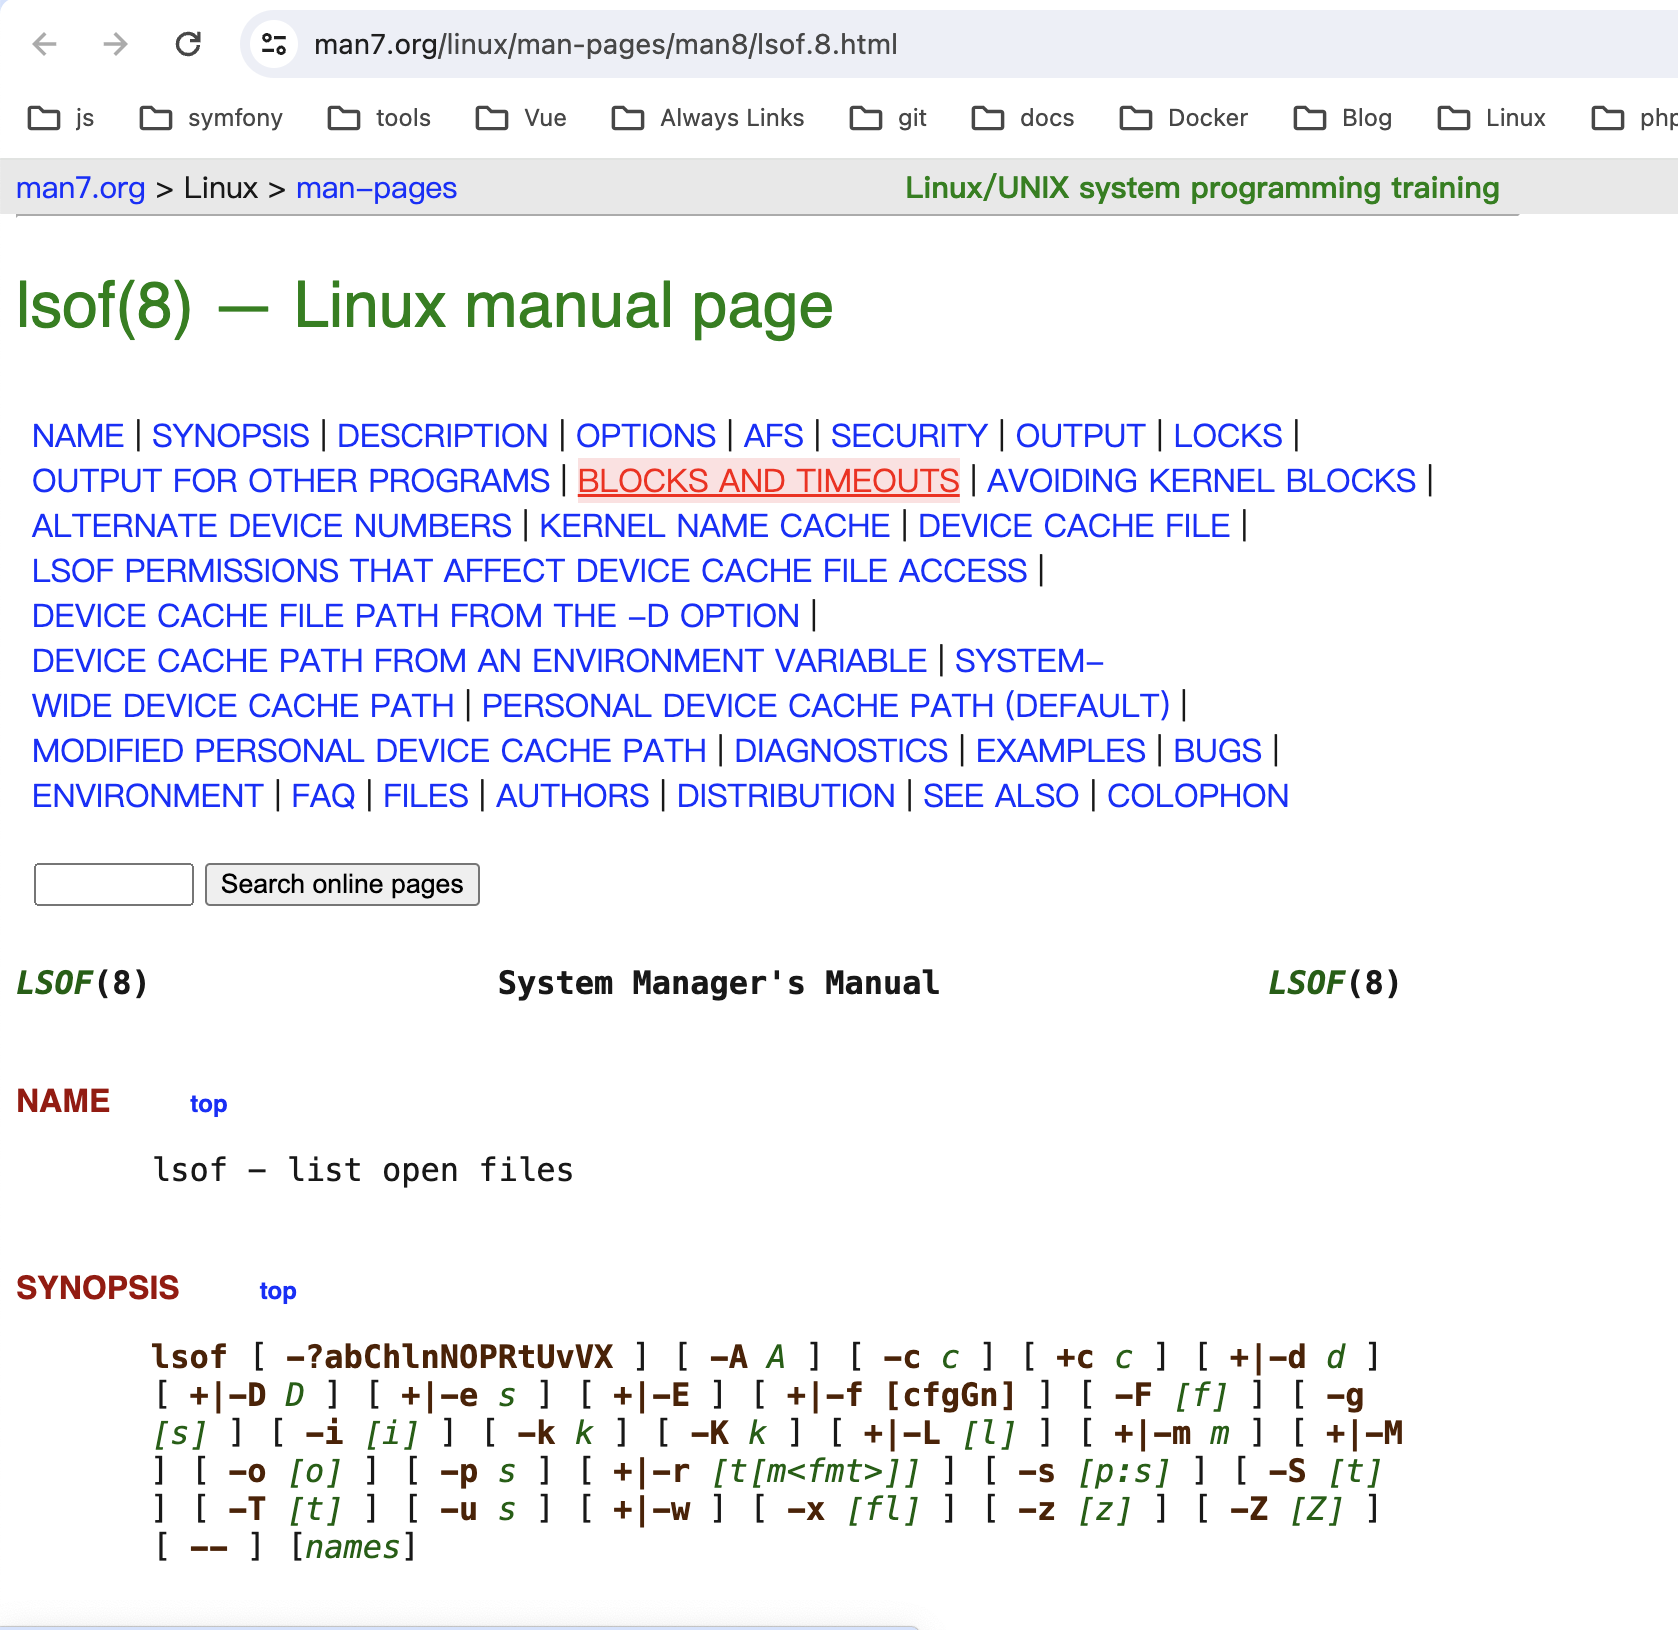 man7.org/linux/man-pages/man8/lsof.8.html
js symfony tools Vue Always Links git docs Docker Blog Linux php
man7.org > Linux > man-pages Linux/UNIX system programming training
lsof(8) — Linux manual page
NAME | SYNOPSIS | DESCRIPTION | OPTIONS | AFS | SECURITY | OUTPUT | LOCKS |
OUTPUT FOR OTHER PROGRAMS | BLOCKS AND TIMEOUTS | AVOIDING KERNEL BLOCKS |
ALTERNATE DEVICE NUMBERS | KERNEL NAME CACHE | DEVICE CACHE FILE |
LSOF PERMISSIONS THAT AFFECT DEVICE CACHE FILE ACCESS |
DEVICE CACHE FILE PATH FROM THE -D OPTION |
DEVICE CACHE PATH FROM AN ENVIRONMENT VARIABLE | SYSTEM-
WIDE DEVICE CACHE PATH | PERSONAL DEVICE CACHE PATH (DEFAULT) |
MODIFIED PERSONAL DEVICE CACHE PATH | DIAGNOSTICS | EXAMPLES | BUGS |
ENVIRONMENT | FAQ | FILES | AUTHORS | DISTRIBUTION | SEE ALSO | COLOPHON
Search online pages
LSOF(8) System Manager's Manual LSOF(8)
NAME top
lsof - list open files
SYNOPSIS top
lsof [ -?abChlnNOPRtUvVX ] [ -A A ] [ -c c ] [ +c c ] [ +|-d d ]
[ +|-D D ] [ +|-e s ] [ +|-E ] [ +|-f [cfgGn] ] [ -F [f] ] [ -g
[s] ] [ -i [i] ] [ -k k ] [ -K k ] [ +|-L [l] ] [ +|-m m ] [ +|-M
] [ -o [o] ] [ -p s ] [ +|-r [t[m<fmt>]] ] [ -s [p:s] ] [ -S [t]
] [ -T [t] ] [ -u s ] [ +|-w ] [ -x [fl] ] [ -z [z] ] [ -Z [Z] ]
[ -- ] [names]